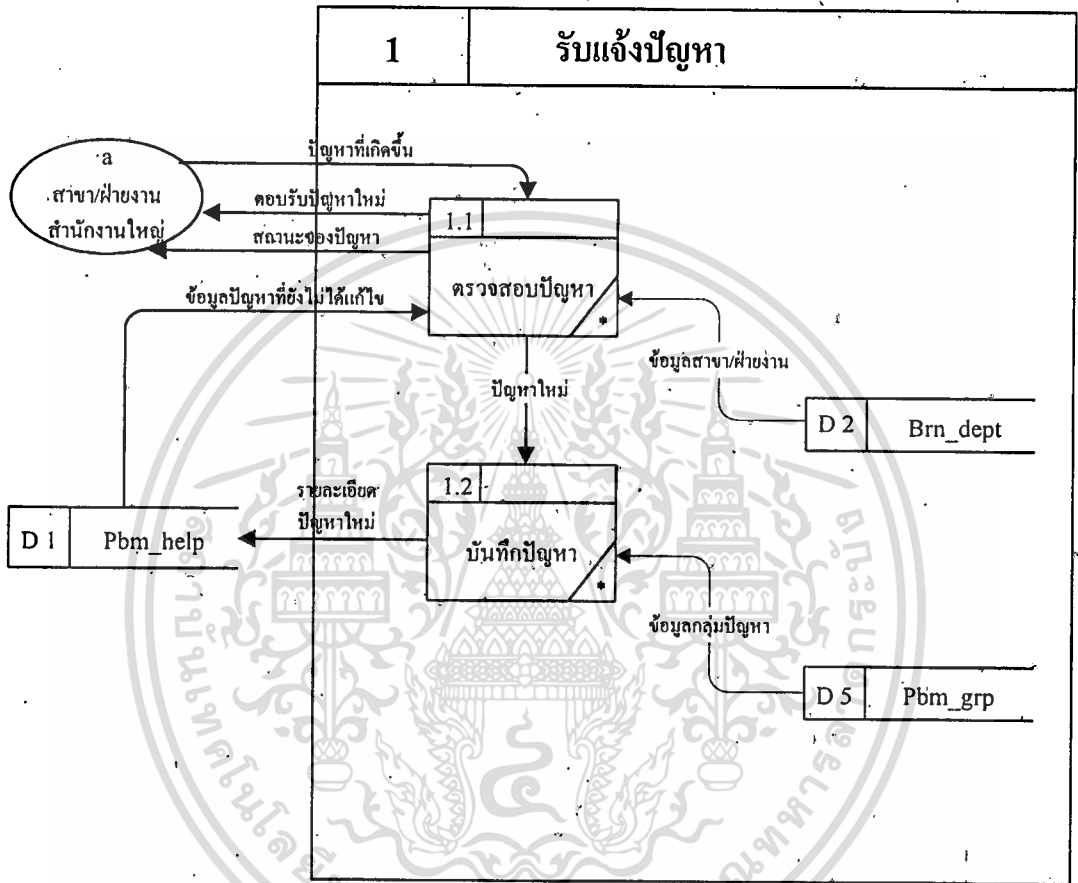 1 รับแจ้งปัญหา
ปัญหาที่เกิดขึ้น
a
สาขา/ฝ่ายงาน
สำนักงานใหญ่
ตอบรับปัญหาใหม่
สถานะของปัญหา
1.1
ตรวจสอบปัญหา
*
ข้อมูลปัญหาที่ยังไม่ได้แก้ไข
ข้อมูลสาขา/ฝ่ายงาน
ปัญหาใหม่
D 2 Brn_dept
1.2
บันทึกปัญหา
*
รายละเอียด
ปัญหาใหม่
D 1 Pbm_help
ข้อมูลกลุ่มปัญหา
D 5 Pbm_grp